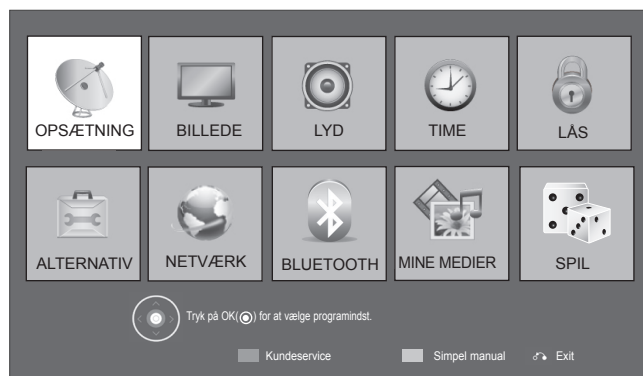 OPSÆTNING BILLEDE LYD TIME LÅS
ALTERNATIV NETVÆRK BLUETOOTH MINE MEDIER SPIL
Tryk på OK( ) for at vælge programindst.
Kundeservice Simpel manual Exit